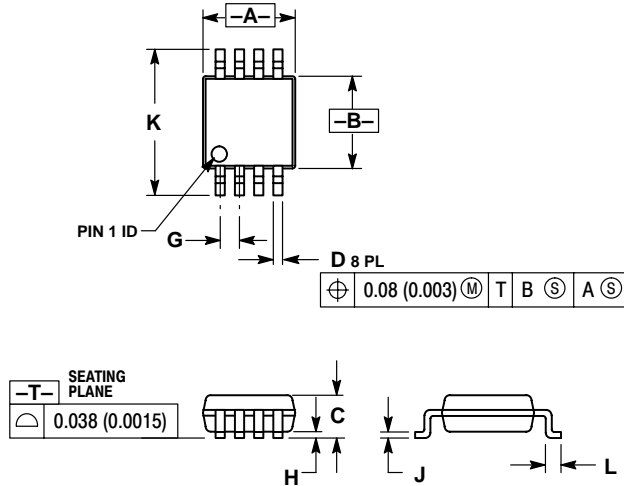 –A–
K
–B–
PIN 1 ID
G
D 8 PL
⌖ 0.08 (0.003) Ⓜ T B Ⓢ A Ⓢ
–T– SEATING
PLANE
⌓ 0.038 (0.0015)
C
H
J
L